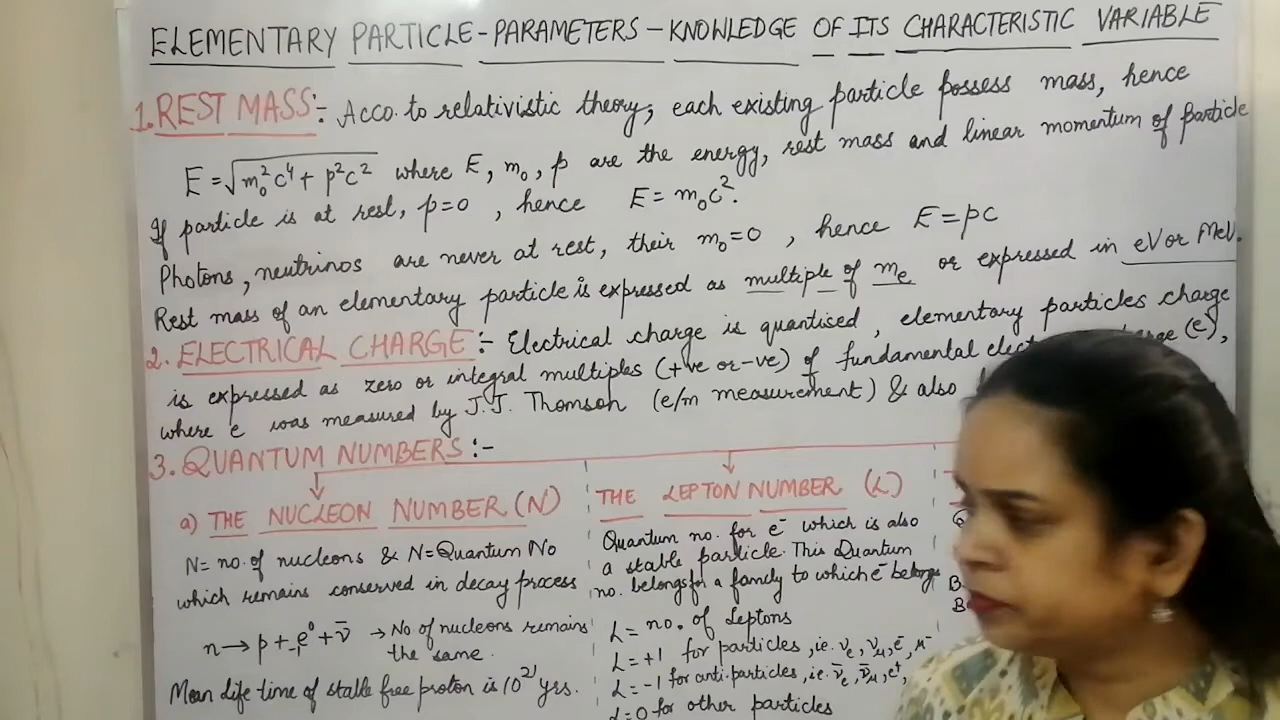 ELEMENTARY PARTICLE-PARAMETERS-KNOWLEDGE OF ITS CHARACTERISTIC VARIABLE
1. REST MASS:- Acco. to relativistic theory, each existing particle possess mass, hence
E = √m₀²c⁴ + p²c² where E, m₀, p are the energy, rest mass and linear momentum of particle
If particle is at rest, p=0, hence E = m₀c².
Photons, neutrinos are never at rest, their m₀=0, hence E=pc
Rest mass of an elementary particle is expressed as multiple of mₑ or expressed in eV or MeV.
2. ELECTRICAL CHARGE:- Electrical charge is quantised, elementary particles charge
is expressed as zero or integral multiples (+ve or -ve) of fundamental (e),
where e was measured by J.J. Thomson (e/m measurement) & also
3. QUANTUM NUMBERS:-
a) THE NUCLEON NUMBER (N)
N= no. of nucleons & N=Quantum No
which remains conserved in decay process
n → p + ₋₁e⁰ + ν̄ → No of nucleons remains
the same.
Mean life time of stable free proton is 10²¹ yrs.
THE LEPTON NUMBER (L)
Quantum no. for e⁻ which is also
a stable particle. This Quantum
no. belongs for a family to which e⁻ belongs
L = no. of Leptons
L = +1 for particles, ie. νₑ, ν_μ, e⁻, μ⁻
L = -1 for anti-particles, ie. ν̄ₑ, ν̄_μ, e⁺,
L=0 for other particles
B
B